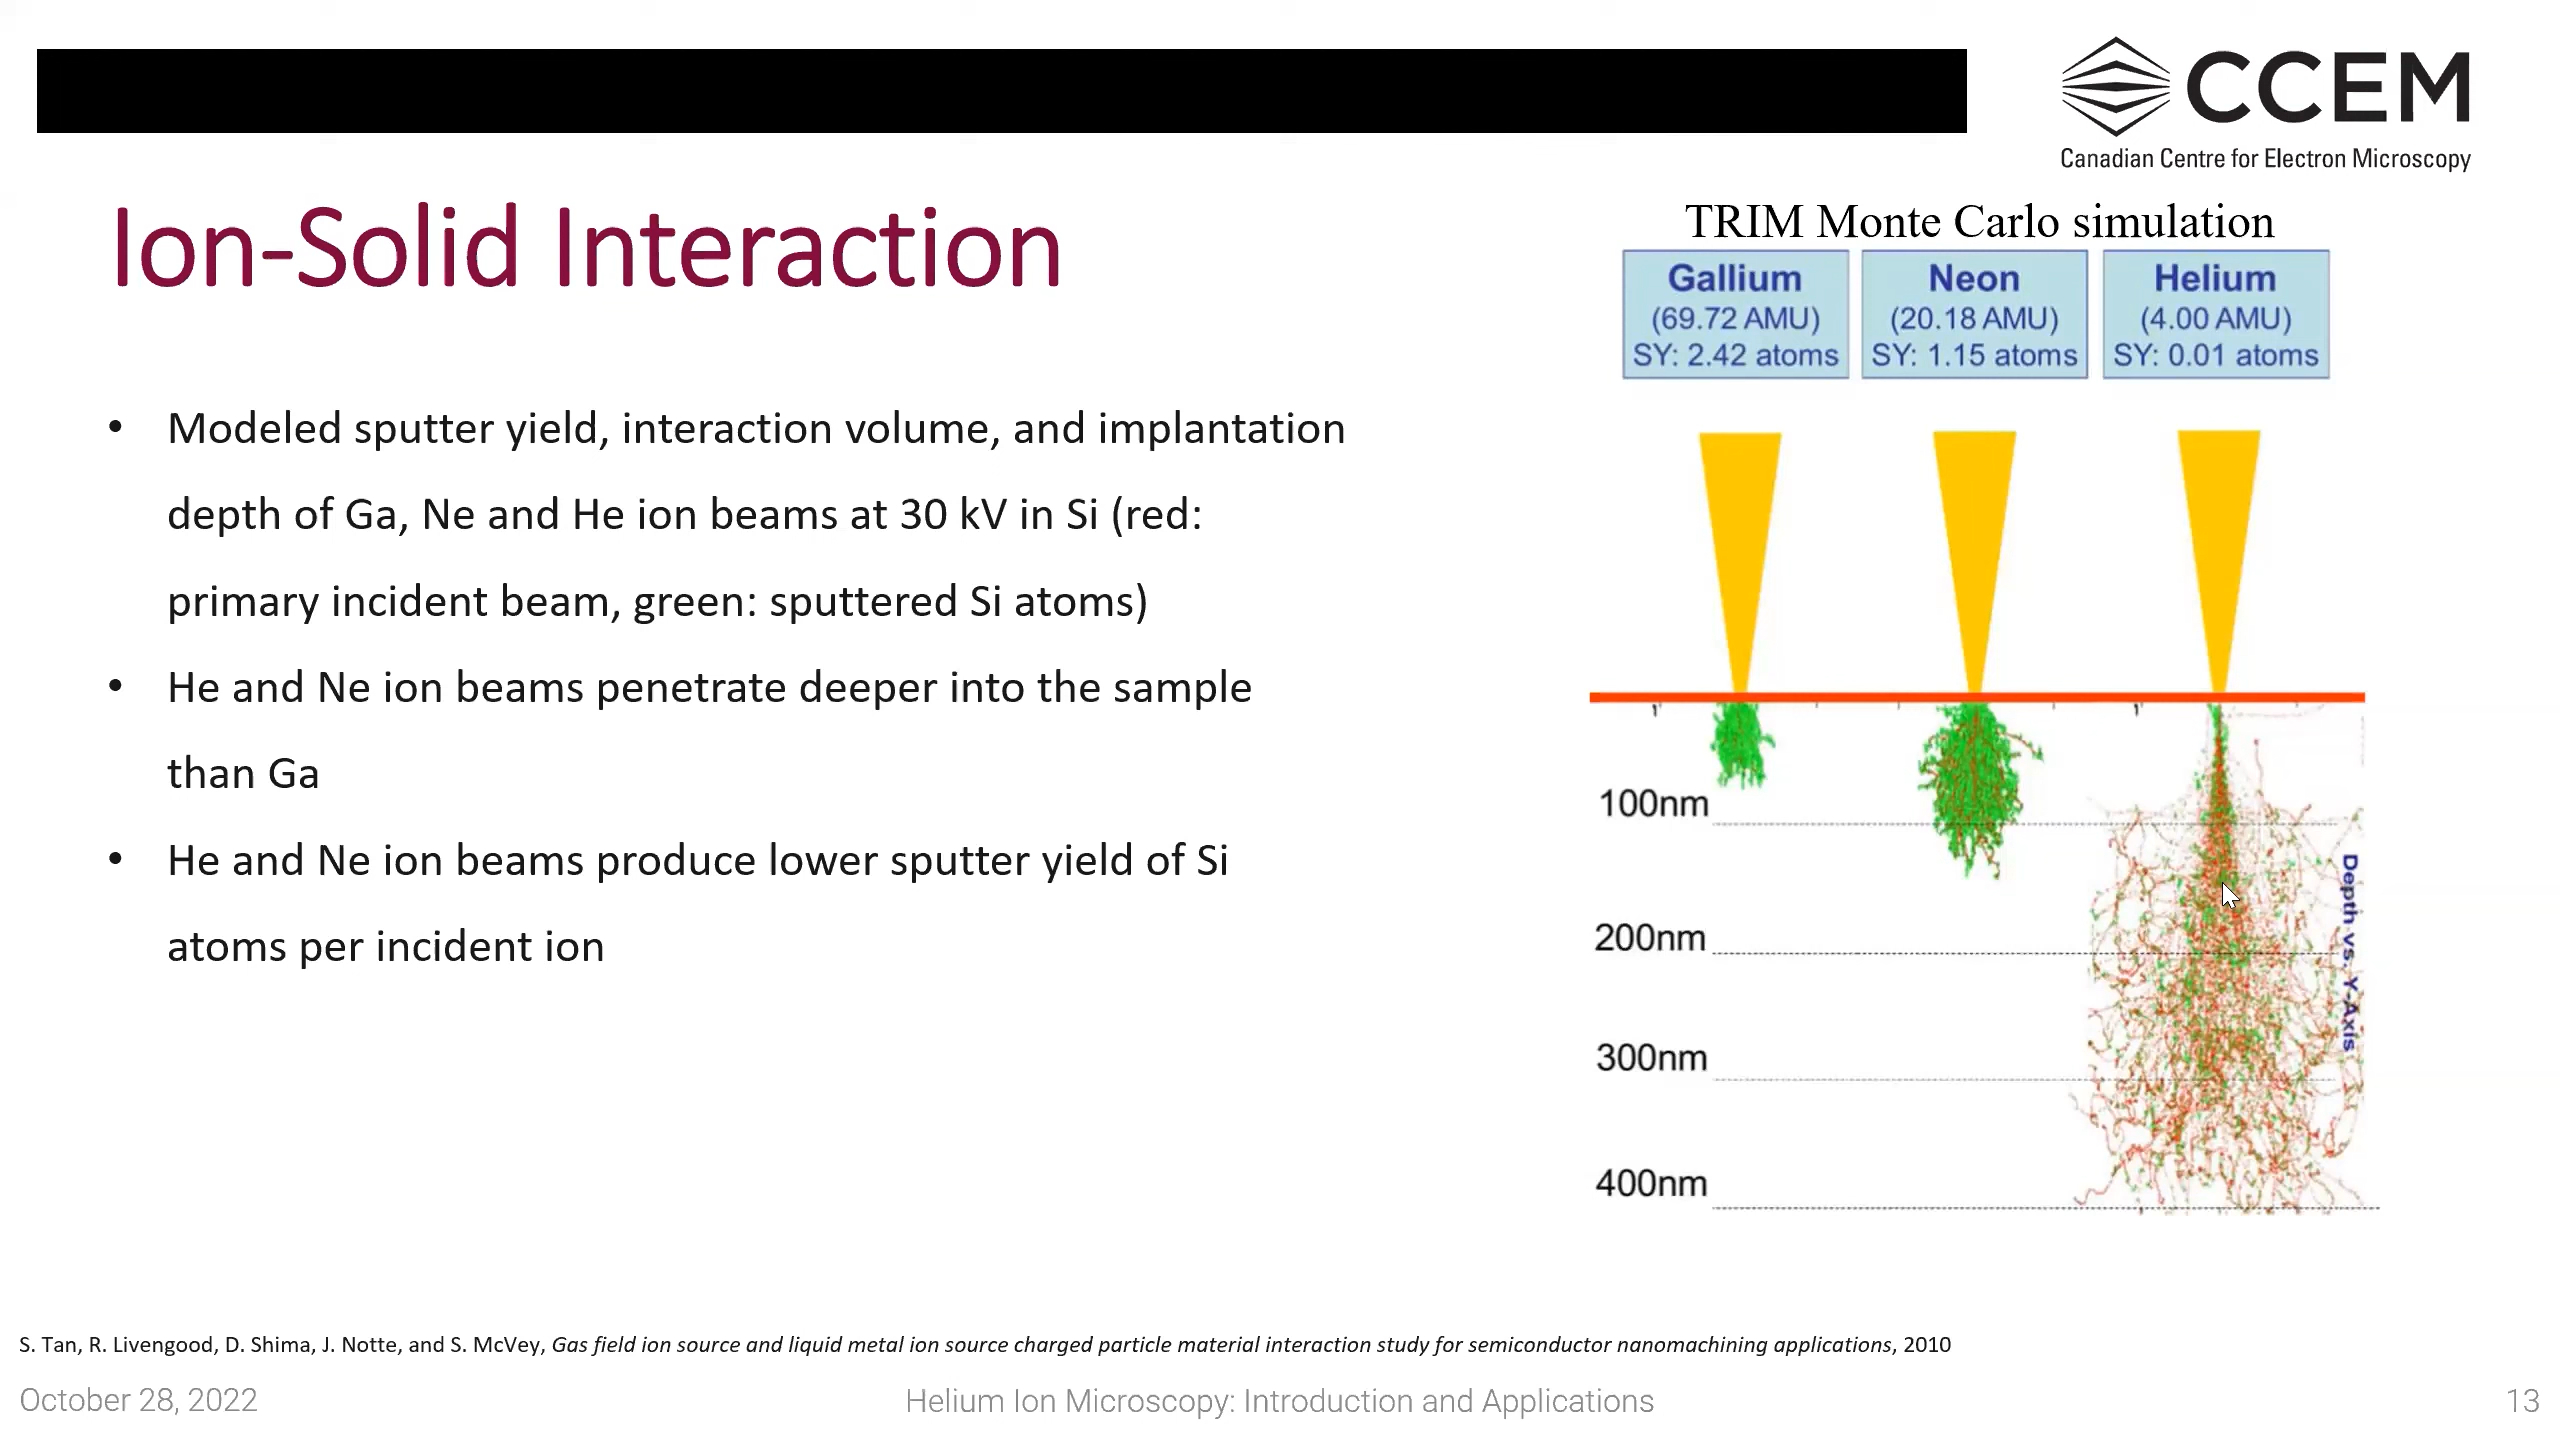 CCEM
Canadian Centre for Electron Microscopy
Ion-Solid Interaction
• Modeled sputter yield, interaction volume, and implantation
depth of Ga, Ne and He ion beams at 30 kV in Si (red:
primary incident beam, green: sputtered Si atoms)
• He and Ne ion beams penetrate deeper into the sample
than Ga
• He and Ne ion beams produce lower sputter yield of Si
atoms per incident ion
TRIM Monte Carlo simulation
Gallium
(69.72 AMU)
SY: 2.42 atoms
Neon
(20.18 AMU)
SY: 1.15 atoms
Helium
(4.00 AMU)
SY: 0.01 atoms
100nm
200nm
300nm
400nm
Depth vs. Y-Axis
S. Tan, R. Livengood, D. Shima, J. Notte, and S. McVey, Gas field ion source and liquid metal ion source charged particle material interaction study for semiconductor nanomachining applications, 2010
October 28, 2022
Helium Ion Microscopy: Introduction and Applications
13